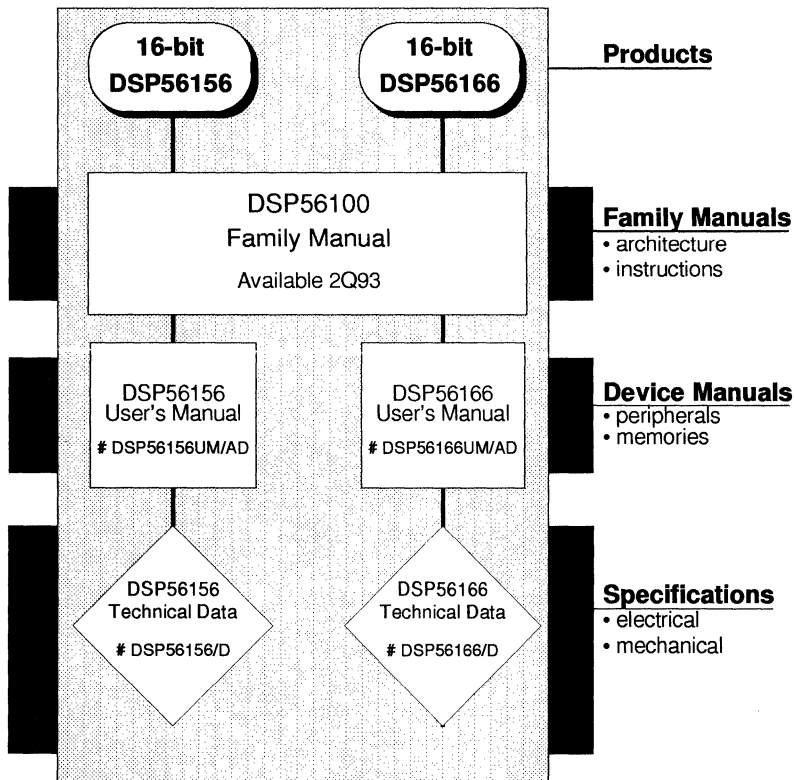 16-bit
DSP56156
16-bit
DSP56166
Products
DSP56100
Family Manual
Available 2Q93
Family Manuals
• architecture
• instructions
DSP56156
User's Manual
# DSP56156UM/AD
DSP56166
User's Manual
# DSP56166UM/AD
Device Manuals
• peripherals
• memories
DSP56156
Technical Data
# DSP56156/D
DSP56166
Technical Data
# DSP56166/D
Specifications
• electrical
• mechanical